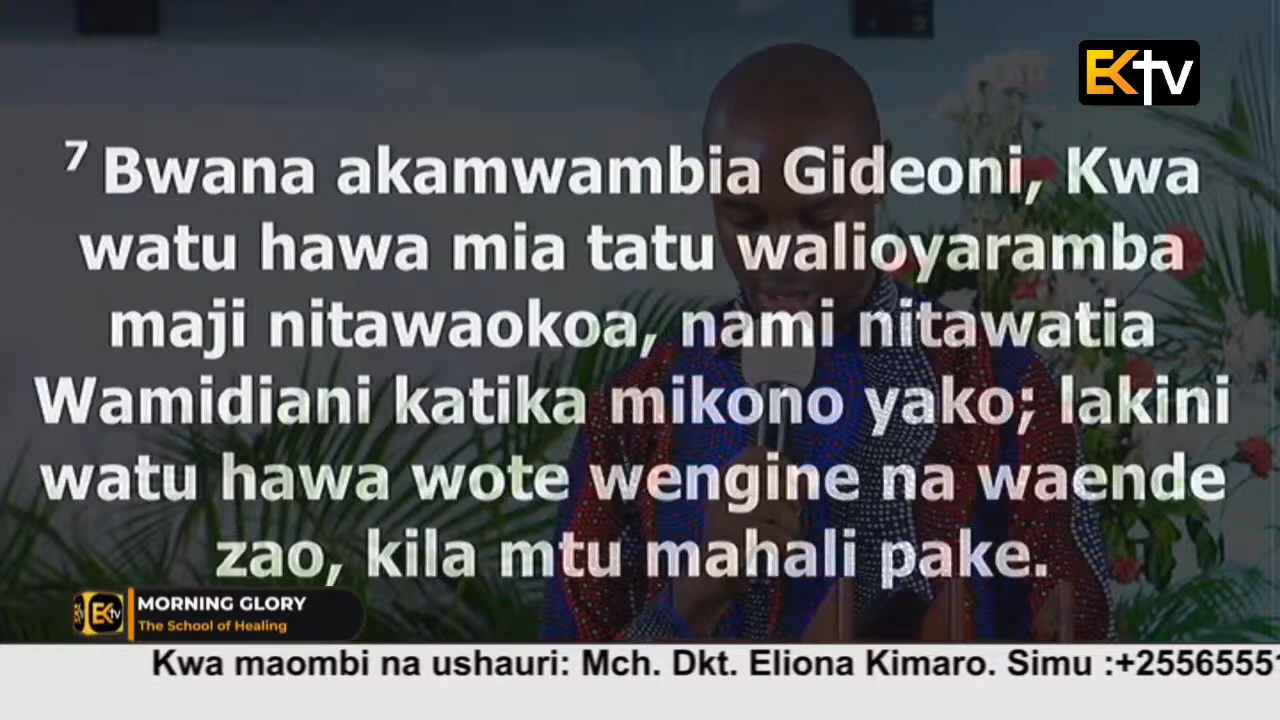 EKTV
7 Bwana akamwambia Gideoni, Kwa
watu hawa mia tatu walioyaramba
maji nitawaokoa, nami nitawatia
Wamidiani katika mikono yako; lakini
watu hawa wote wengine na waende
zao, kila mtu mahali pake.
EKTV
MORNING GLORY
The School of Healing
Kwa maombi na ushauri: Mch. Dkt. Eliona Kimaro. Simu :+25565551